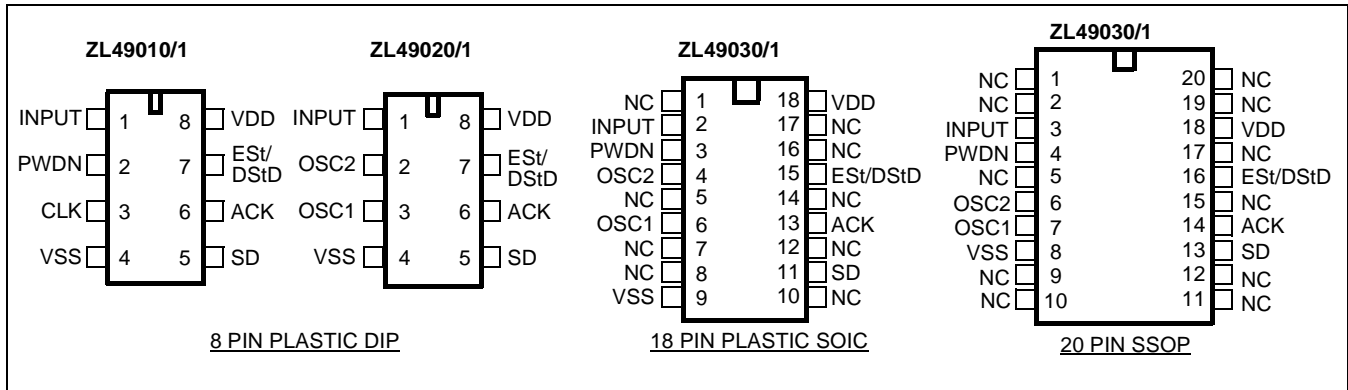 ZL49010/1
INPUT 1 8 VDD
PWDN 2 7 ESt/
DStD
CLK 3 6 ACK
VSS 4 5 SD
ZL49020/1
INPUT 1 8 VDD
OSC2 2 7 ESt/
DStD
OSC1 3 6 ACK
VSS 4 5 SD
8 PIN PLASTIC DIP
ZL49030/1
NC 1 18 VDD
INPUT 2 17 NC
PWDN 3 16 NC
OSC2 4 15 ESt/DStD
NC 5 14 NC
OSC1 6 13 ACK
NC 7 12 NC
NC 8 11 SD
VSS 9 10 NC
18 PIN PLASTIC SOIC
ZL49030/1
NC 1 20 NC
NC 2 19 NC
INPUT 3 18 VDD
PWDN 4 17 NC
NC 5 16 ESt/DStD
OSC2 6 15 NC
OSC1 7 14 ACK
VSS 8 13 SD
NC 9 12 NC
NC 10 11 NC
20 PIN SSOP